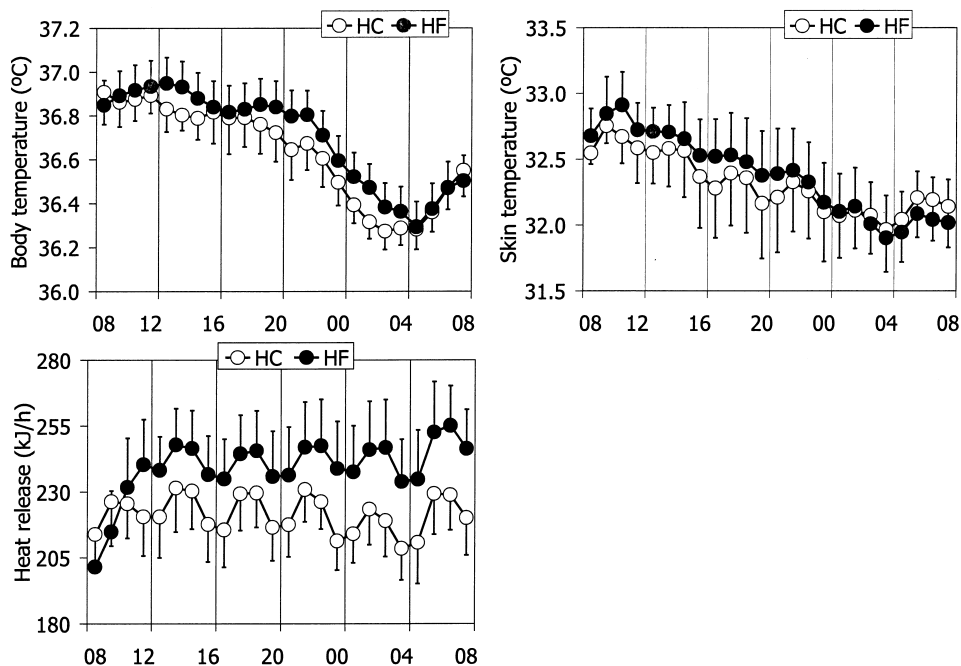 HC HF
Body temperature (ºC)
37.2
37.0
36.8
36.6
36.4
36.2
36.0
08 12 16 20 00 04 08
HC HF
Skin temperature (ºC)
33.5
33.0
32.5
32.0
31.5
08 12 16 20 00 04 08
HC HF
Heat release (kJ/h)
280
255
230
205
180
08 12 16 20 00 04 08